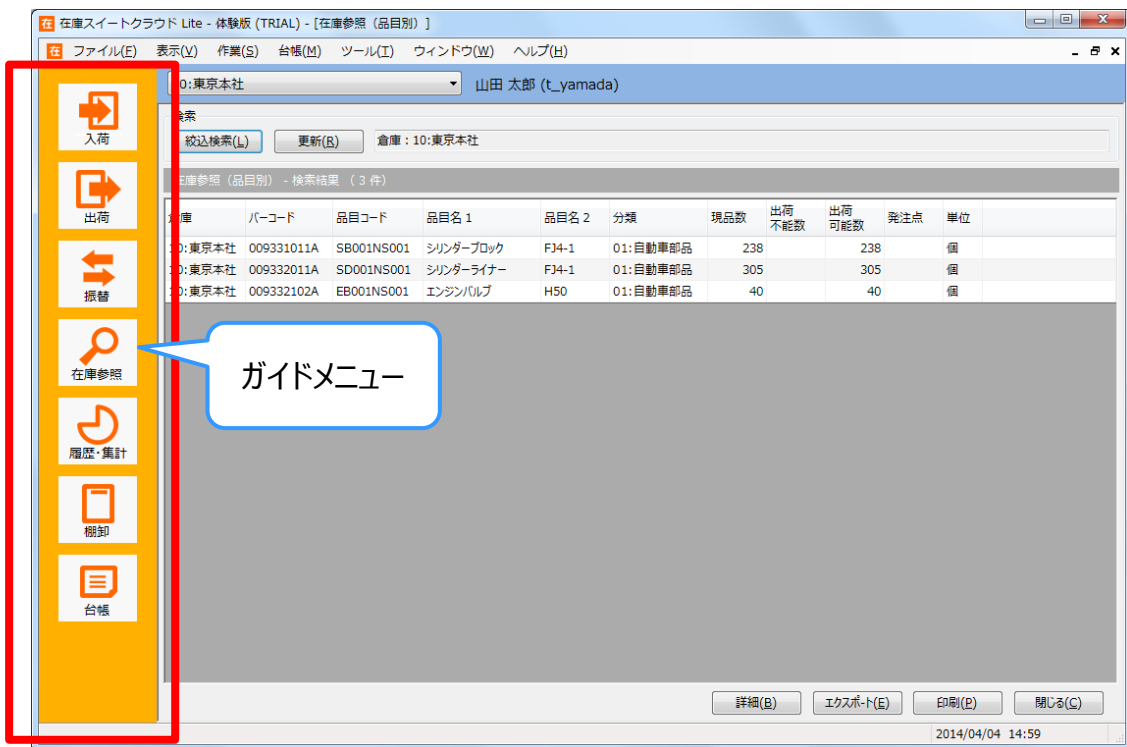 在 在庫スイートクラウド Lite - 体験版 (TRIAL) - [在庫参照（品目別）]
在 ファイル(F) 表示(V) 作業(S) 台帳(M) ツール(T) ウィンドウ(W) ヘルプ(H)
0:東京本社 山田 太郎 (t_yamada)
検索
絞込検索(L) 更新(R) 倉庫：10:東京本社
在庫参照（品目別） - 検索結果 （3 件）
倉庫 バーコード 品目コード 品目名 1 品目名 2 分類 現品数 出荷不能数 出荷可能数 発注点 単位
10:東京本社 009331011A SB001NS001 シリンダーブロック FJ4-1 01:自動車部品 238 238 個
10:東京本社 009332011A SD001NS001 シリンダーライナー FJ4-1 01:自動車部品 305 305 個
10:東京本社 009332102A EB001NS001 エンジンバルブ H50 01:自動車部品 40 40 個
入荷
出荷
振替
在庫参照
履歴･集計
棚卸
台帳
ガイドメニュー
詳細(B) エクスポート(E) 印刷(P) 閉じる(C)
2014/04/04 14:59